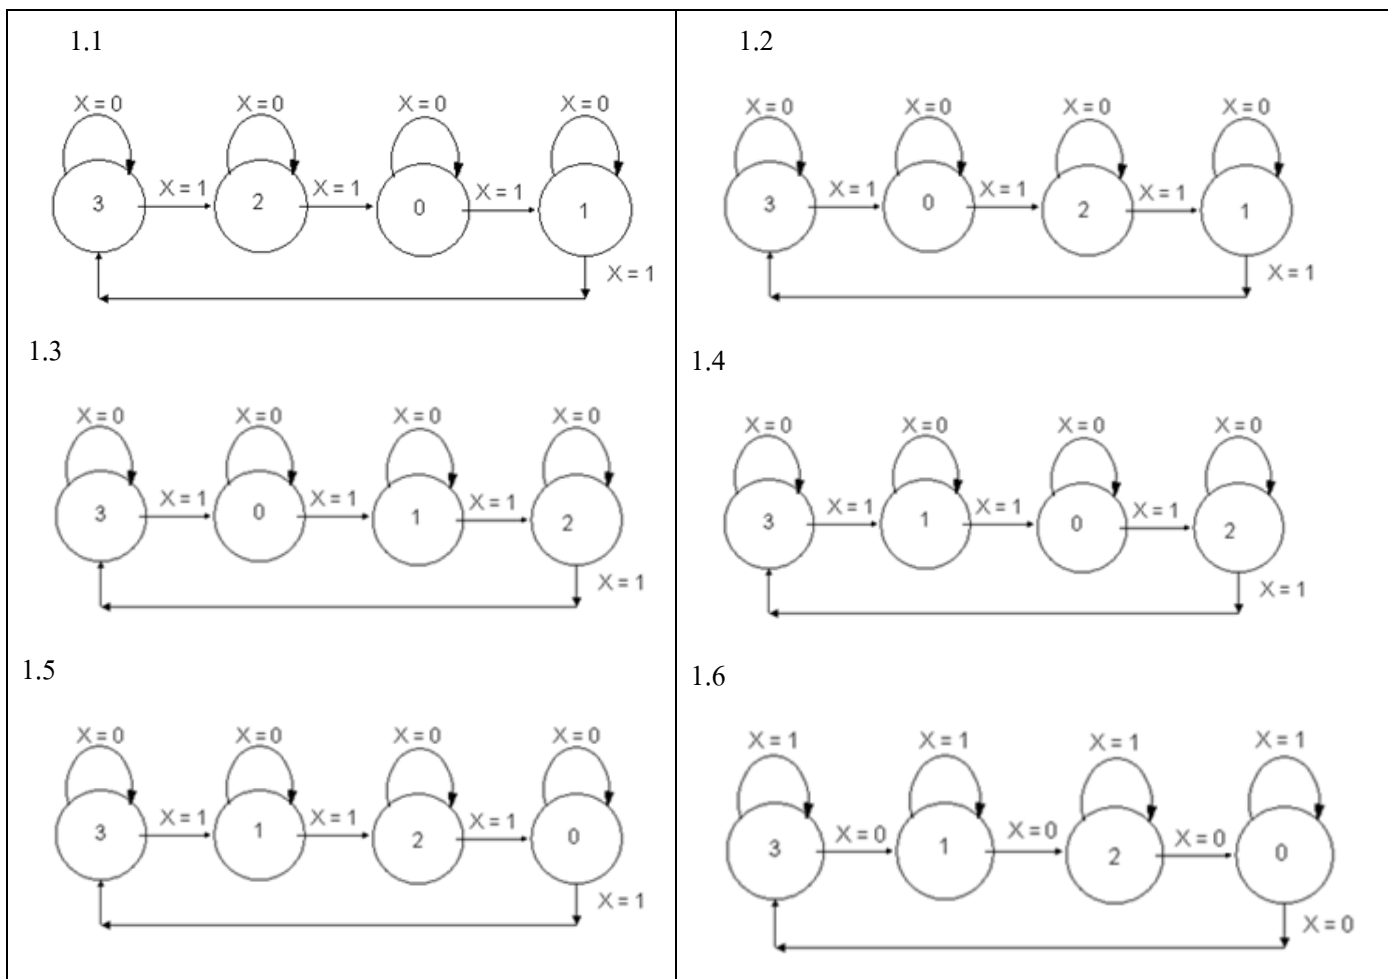 1.1
X = 0 X = 0 X = 0 X = 0
3 X = 1 2 X = 1 0 X = 1 1
X = 1
1.2
X = 0 X = 0 X = 0 X = 0
3 X = 1 0 X = 1 2 X = 1 1
X = 1
1.3
X = 0 X = 0 X = 0 X = 0
3 X = 1 0 X = 1 1 X = 1 2
X = 1
1.4
X = 0 X = 0 X = 0 X = 0
3 X = 1 1 X = 1 0 X = 1 2
X = 1
1.5
X = 0 X = 0 X = 0 X = 0
3 X = 1 1 X = 1 2 X = 1 0
X = 1
1.6
X = 1 X = 1 X = 1 X = 1
3 X = 0 1 X = 0 2 X = 0 0
X = 0